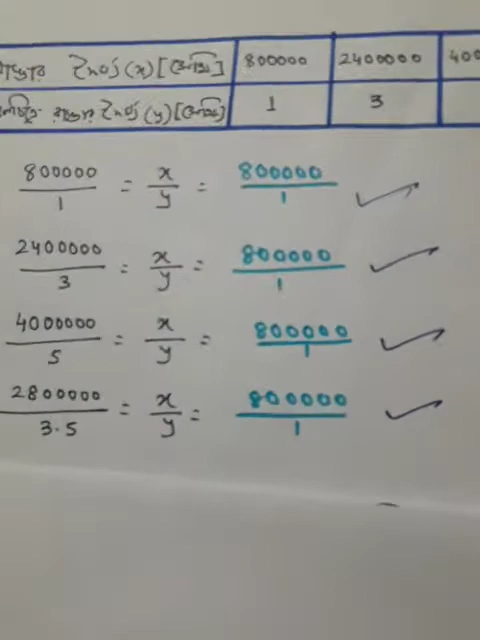 দৈর্ঘ্য (x) [সেমি] 800000 2400000 400
দৈর্ঘ্য (y) [সেমি] 1 3
800000/1 = x/y = 800000/1 ✓
2400000/3 = x/y = 800000/1 ✓
4000000/5 = x/y = 800000/1 ✓
2800000/3.5 = x/y = 800000/1 ✓